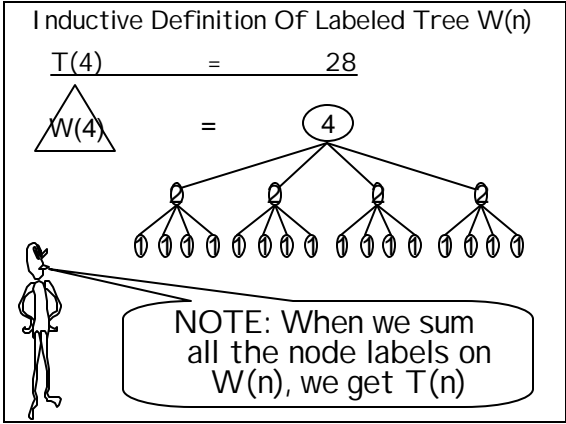 Inductive Definition Of Labeled Tree W(n)
T(4) = 28
W(4) = 4
2 2 2 2
1 1 1 1 1 1 1 1 1 1 1 1 1 1 1 1
NOTE: When we sum
all the node labels on
W(n), we get T(n)